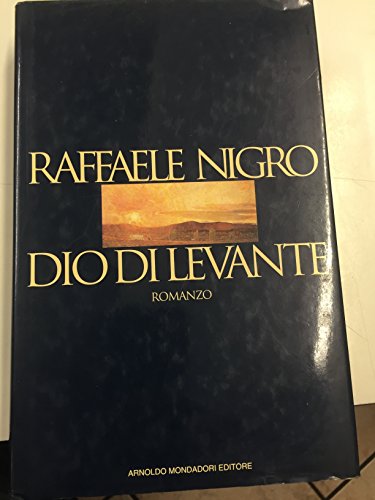 RAFFAELE NIGRO
DIO DI LEVANTE
ROMANZO
ARNOLDO MONDADORI EDITORE